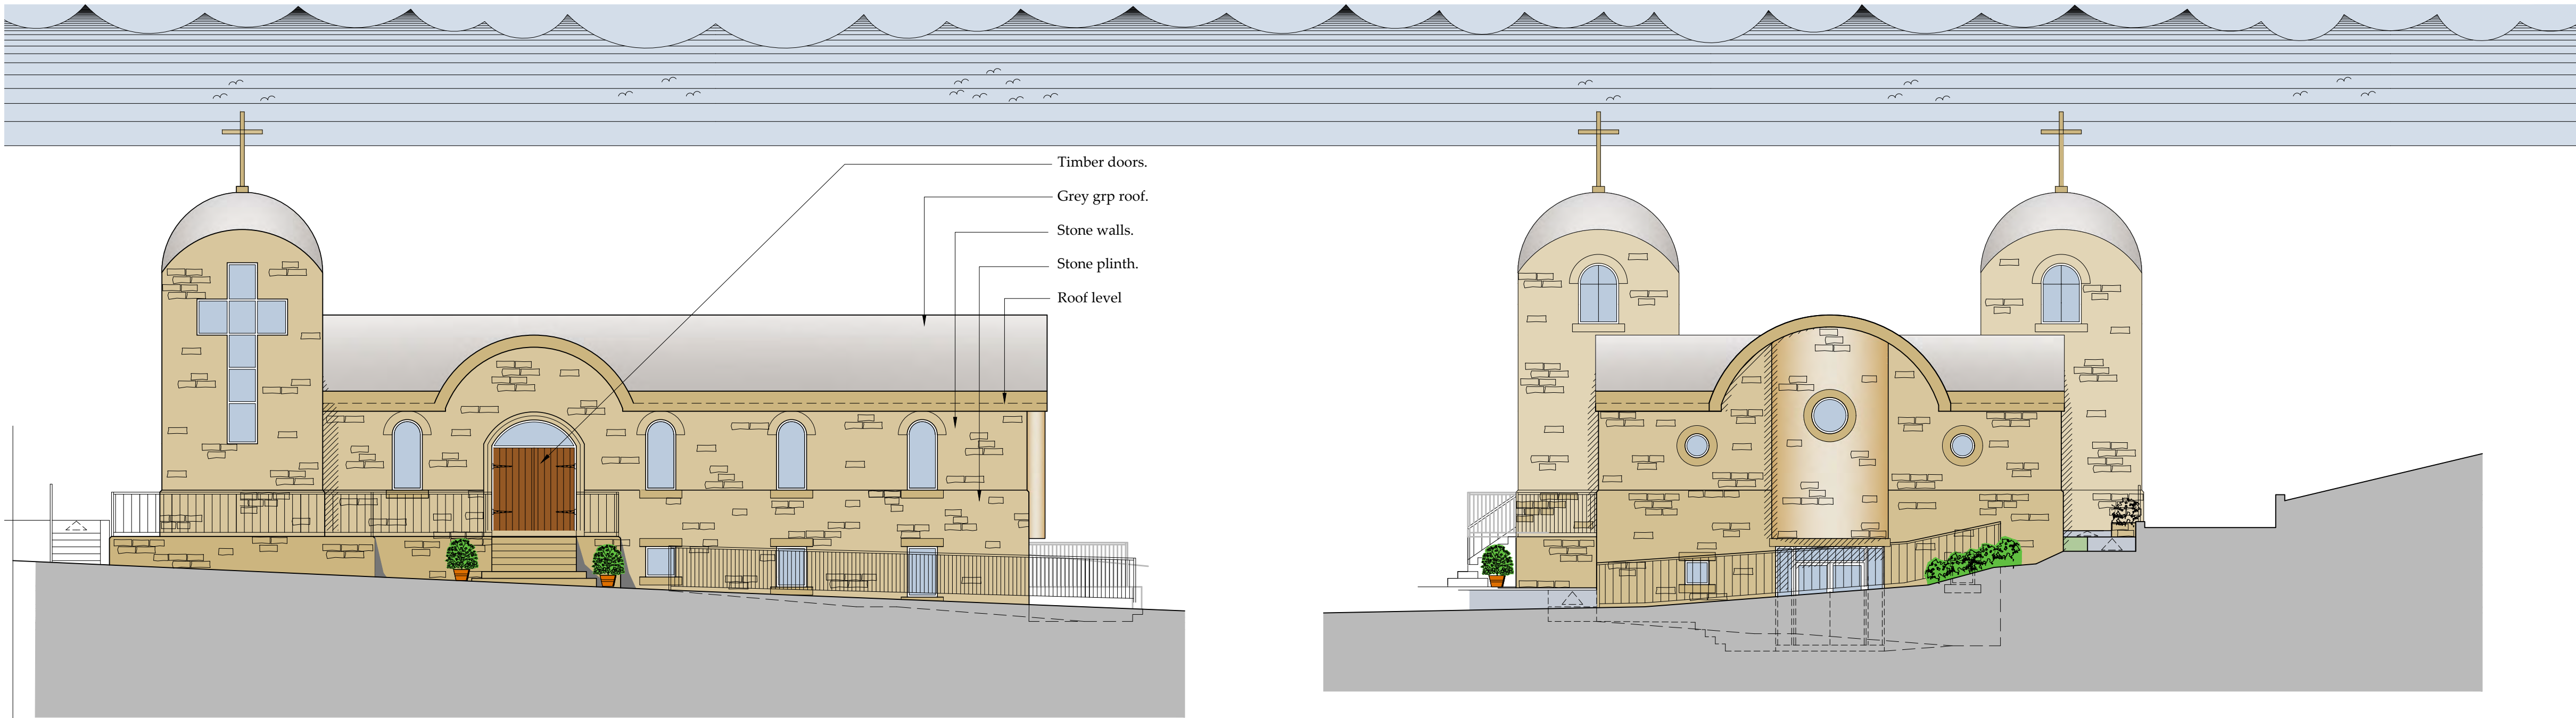 Timber doors.
Grey grp roof.
Stone walls.
Stone plinth.
Roof level